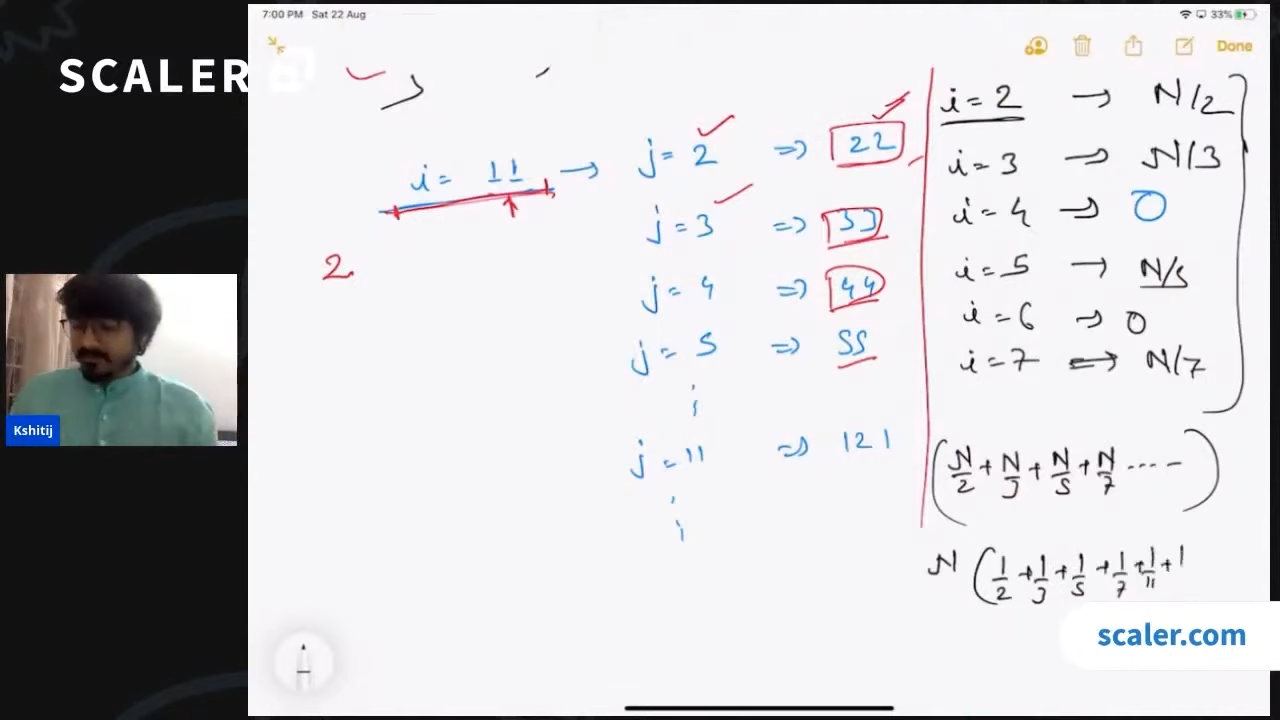 7:00 PM Sat 22 Aug
33%
SCALER
Done
i = 11 → j = 2 => 22
j = 3 => 33
j = 4 => 44
j = 5 => 55
j = 11 => 121
2
i = 2 → N/2
i = 3 → N/3
i = 4 → 0
i = 5 → N/5
i = 6 → 0
i = 7 → N/7
(N/2 + N/3 + N/5 + N/7 ....--)
N (1/2 + 1/3 + 1/5 + 1/7 + 1/11 + 1
Kshitij
scaler.com